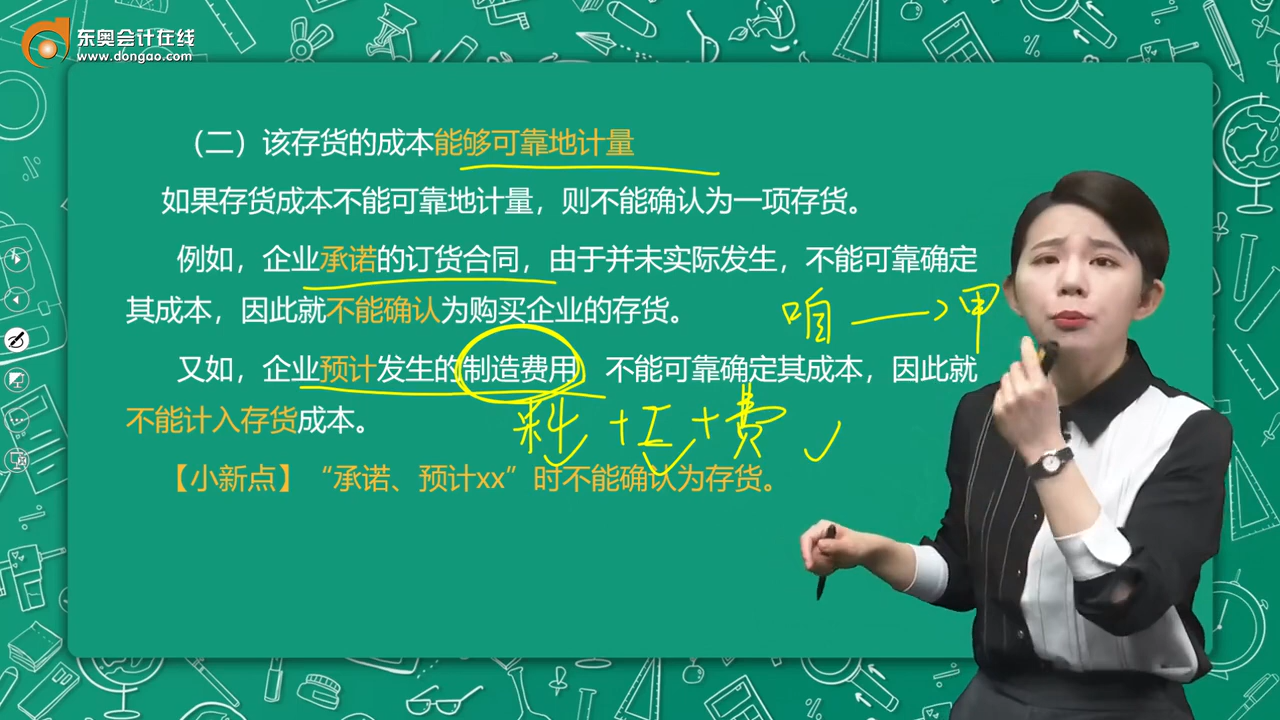 东奥会计在线
www.dongao.com
（二）该存货的成本能够可靠地计量
如果存货成本不能可靠地计量，则不能确认为一项存货。
例如，企业承诺的订货合同，由于并未实际发生，不能可靠确定
其成本，因此就不能确认为购买企业的存货。
咱 → 甲
又如，企业预计发生的制造费用 不能可靠确定其成本，因此就
不能计入存货成本。
料+工+费
【小新点】“承诺、预计xx”时不能确认为存货。